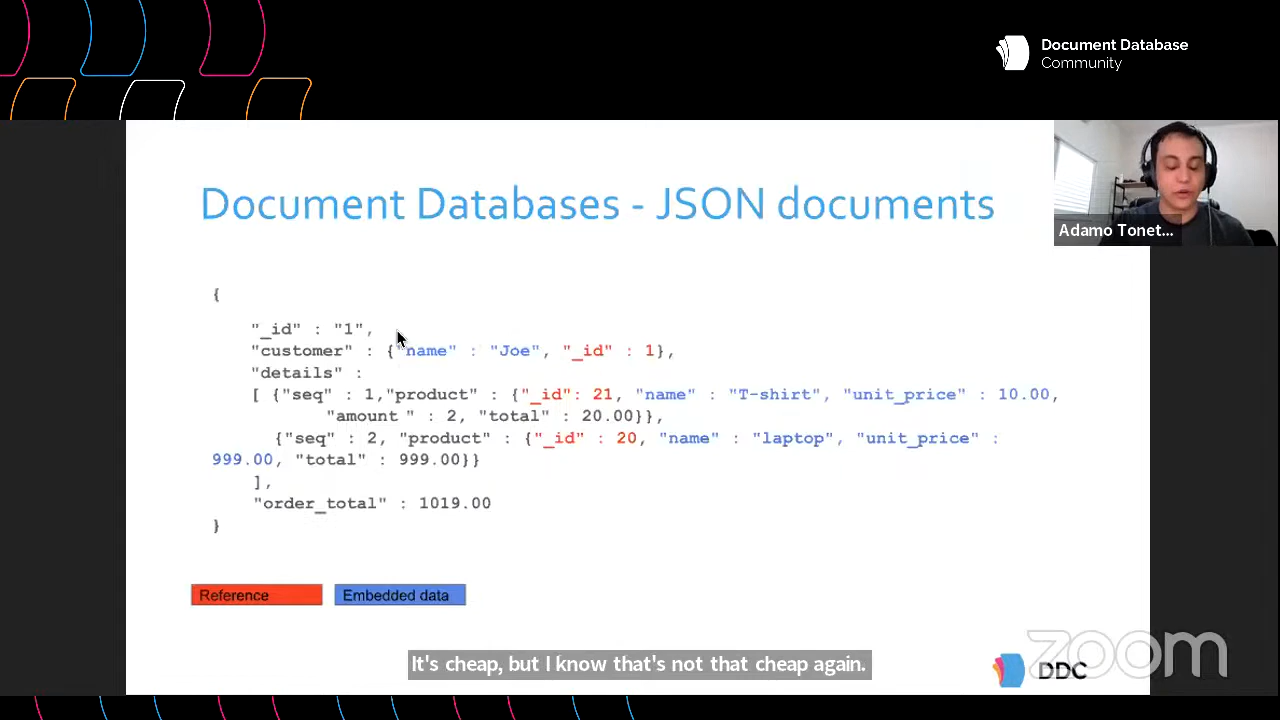 Document Database
Community
Document Databases - JSON documents
Adamo Tonet...
{
"_id" : "1",
"customer" : {"name" : "Joe", "_id" : 1},
"details" :
[ {"seq" : 1,"product" : {"_id": 21, "name" : "T-shirt", "unit_price" : 10.00,
"amount " : 2, "total" : 20.00}},
{"seq" : 2, "product" : {"_id" : 20, "name" : "laptop", "unit_price" :
999.00, "total" : 999.00}}
],
"order_total" : 1019.00
}
Reference
Embedded data
It's cheap, but I know that's not that cheap again.
zoom
DDC